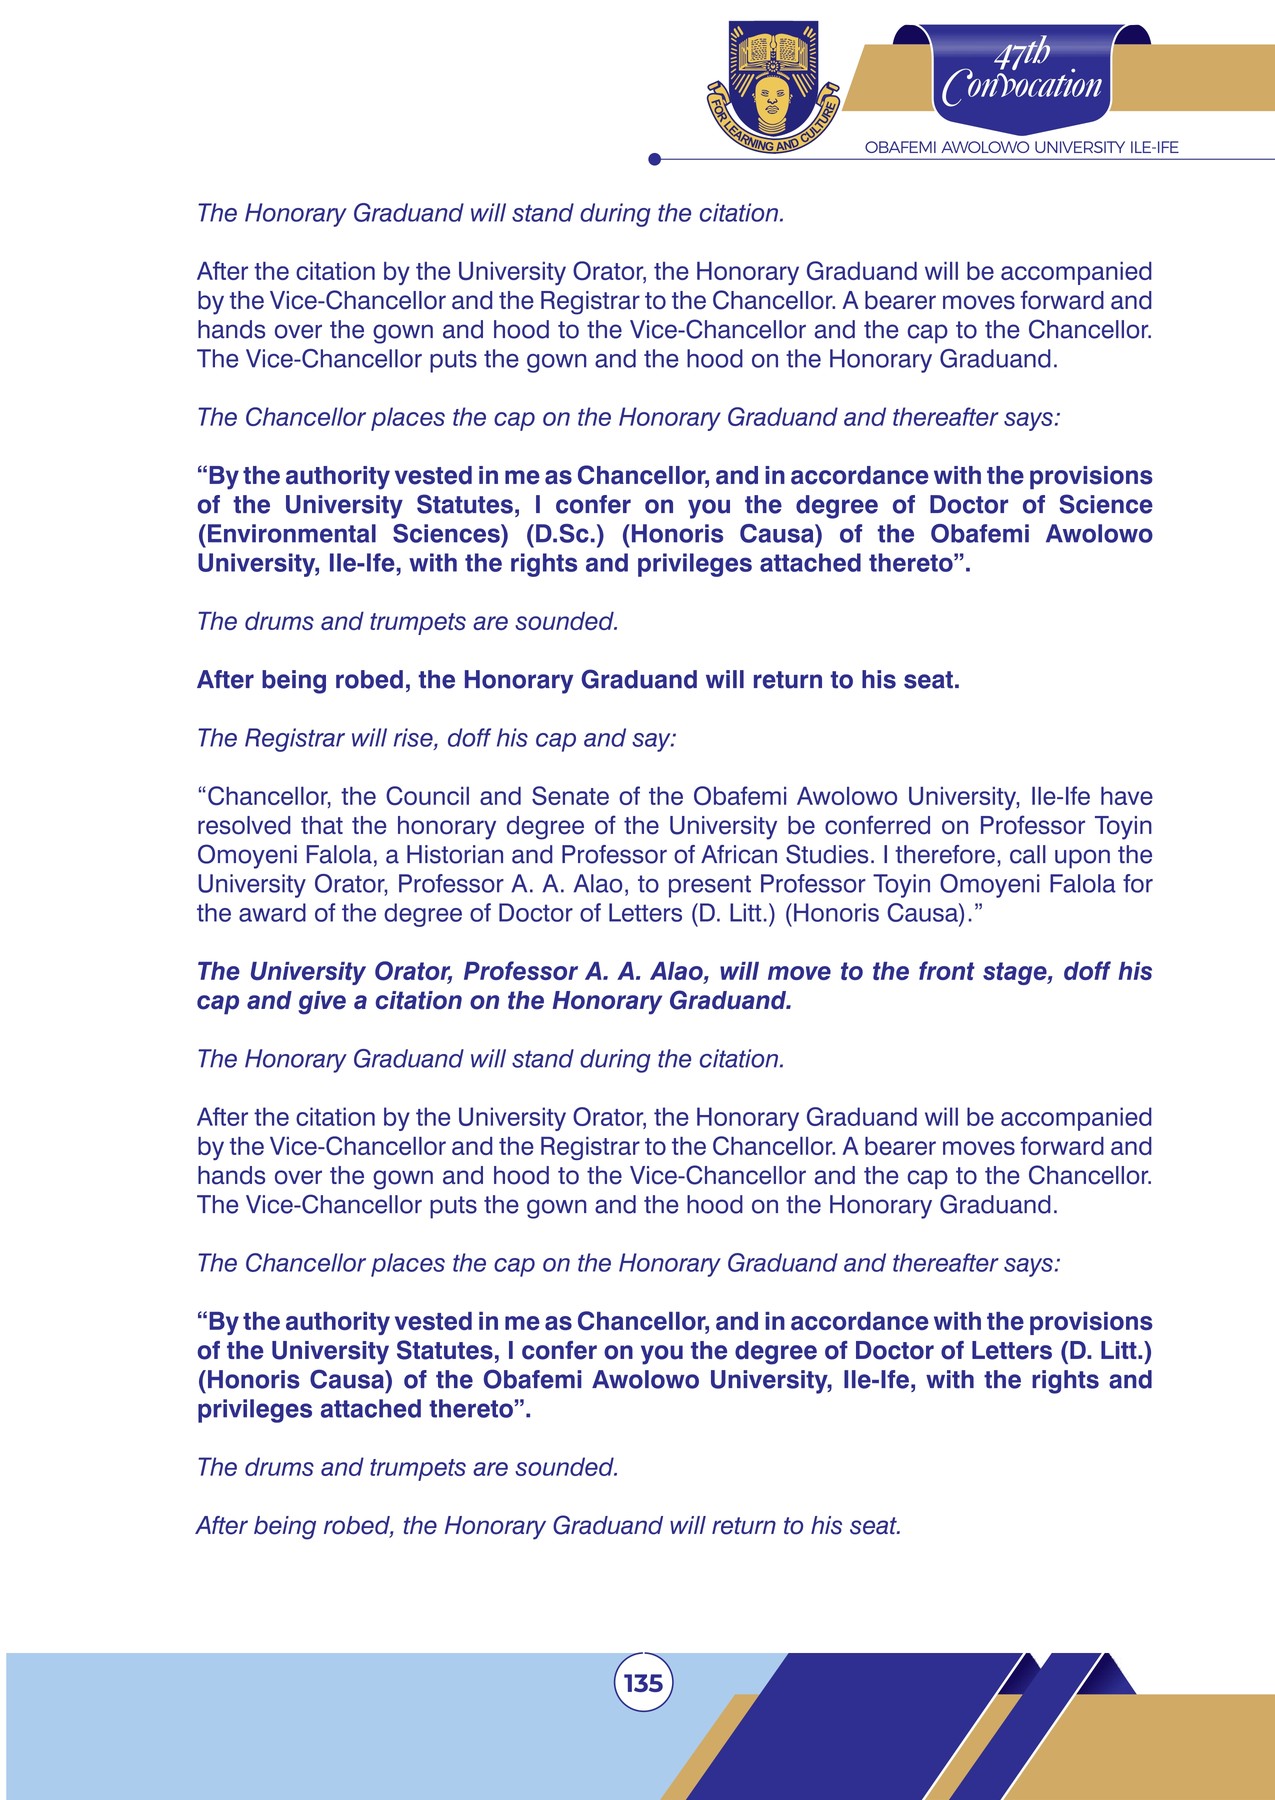 47th
Convocation
FOR LEARNING AND CULTURE
OBAFEMI AWOLOWO UNIVERSITY ILE-IFE
The Honorary Graduand will stand during the citation.
After the citation by the University Orator, the Honorary Graduand will be accompanied
by the Vice-Chancellor and the Registrar to the Chancellor. A bearer moves forward and
hands over the gown and hood to the Vice-Chancellor and the cap to the Chancellor.
The Vice-Chancellor puts the gown and the hood on the Honorary Graduand.
The Chancellor places the cap on the Honorary Graduand and thereafter says:
“By the authority vested in me as Chancellor, and in accordance with the provisions
of the University Statutes, I confer on you the degree of Doctor of Science
(Environmental Sciences) (D.Sc.) (Honoris Causa) of the Obafemi Awolowo
University, Ile-Ife, with the rights and privileges attached thereto”.
The drums and trumpets are sounded.
After being robed, the Honorary Graduand will return to his seat.
The Registrar will rise, doff his cap and say:
“Chancellor, the Council and Senate of the Obafemi Awolowo University, Ile-Ife have
resolved that the honorary degree of the University be conferred on Professor Toyin
Omoyeni Falola, a Historian and Professor of African Studies. I therefore, call upon the
University Orator, Professor A. A. Alao, to present Professor Toyin Omoyeni Falola for
the award of the degree of Doctor of Letters (D. Litt.) (Honoris Causa).”
The University Orator, Professor A. A. Alao, will move to the front stage, doff his
cap and give a citation on the Honorary Graduand.
The Honorary Graduand will stand during the citation.
After the citation by the University Orator, the Honorary Graduand will be accompanied
by the Vice-Chancellor and the Registrar to the Chancellor. A bearer moves forward and
hands over the gown and hood to the Vice-Chancellor and the cap to the Chancellor.
The Vice-Chancellor puts the gown and the hood on the Honorary Graduand.
The Chancellor places the cap on the Honorary Graduand and thereafter says:
“By the authority vested in me as Chancellor, and in accordance with the provisions
of the University Statutes, I confer on you the degree of Doctor of Letters (D. Litt.)
(Honoris Causa) of the Obafemi Awolowo University, Ile-Ife, with the rights and
privileges attached thereto”.
The drums and trumpets are sounded.
After being robed, the Honorary Graduand will return to his seat.
135